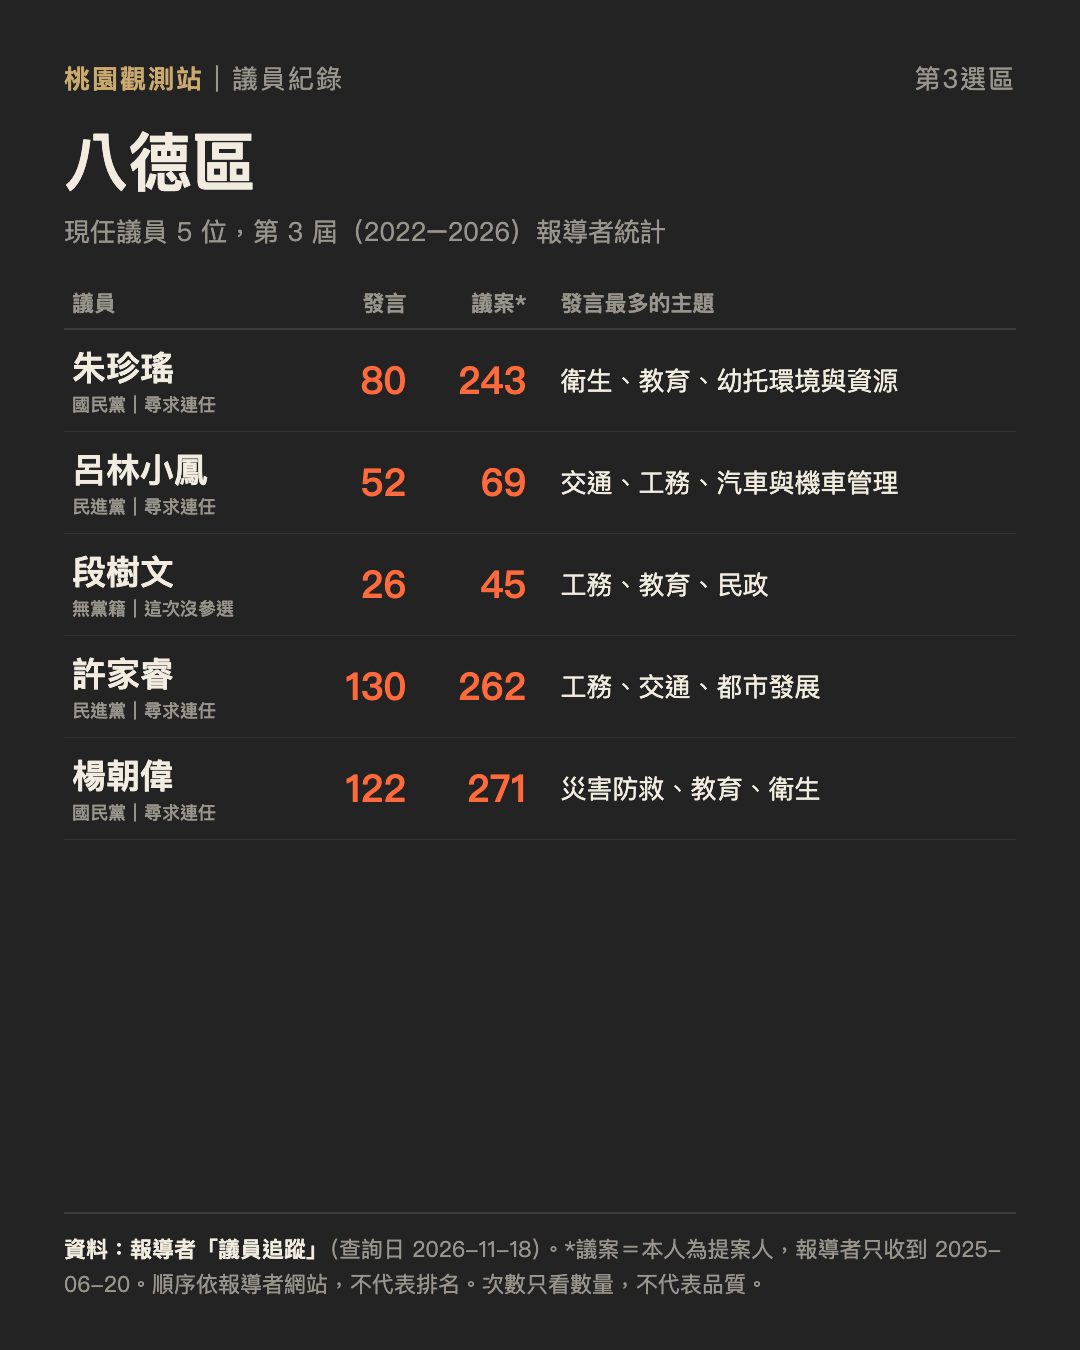 桃園觀測站｜議員紀錄 第3選區
八德區
現任議員 5 位，第 3 屆（2022—2026）報導者統計
議員 發言 議案* 發言最多的主題
朱珍瑤 80 243 衛生、教育、幼托環境與資源
國民黨｜尋求連任
呂林小鳳 52 69 交通、工務、汽車與機車管理
民進黨｜尋求連任
段樹文 26 45 工務、教育、民政
無黨籍｜這次沒參選
許家睿 130 262 工務、交通、都市發展
民進黨｜尋求連任
楊朝偉 122 271 災害防救、教育、衛生
國民黨｜尋求連任
資料：報導者「議員追蹤」（查詢日 2026–11–18）。*議案＝本人為提案人，報導者只收到 2025–
06–20。順序依報導者網站，不代表排名。次數只看數量，不代表品質。